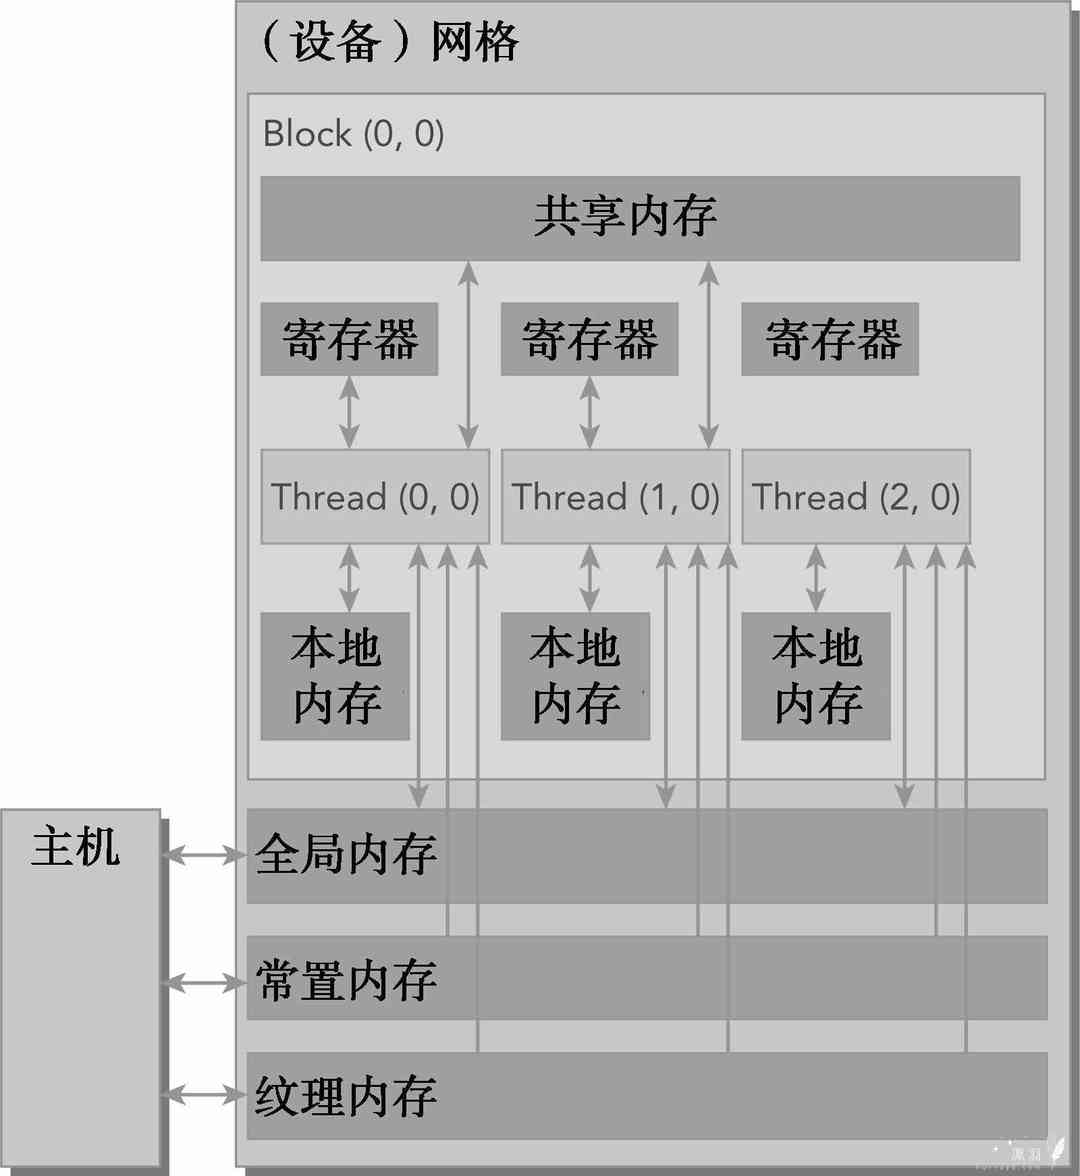 （设备）网格
Block (0, 0)
共享内存
寄存器
寄存器
寄存器
Thread (0, 0)
Thread (1, 0)
Thread (2, 0)
本地
内存
本地
内存
本地
内存
主机
全局内存
常置内存
纹理内存